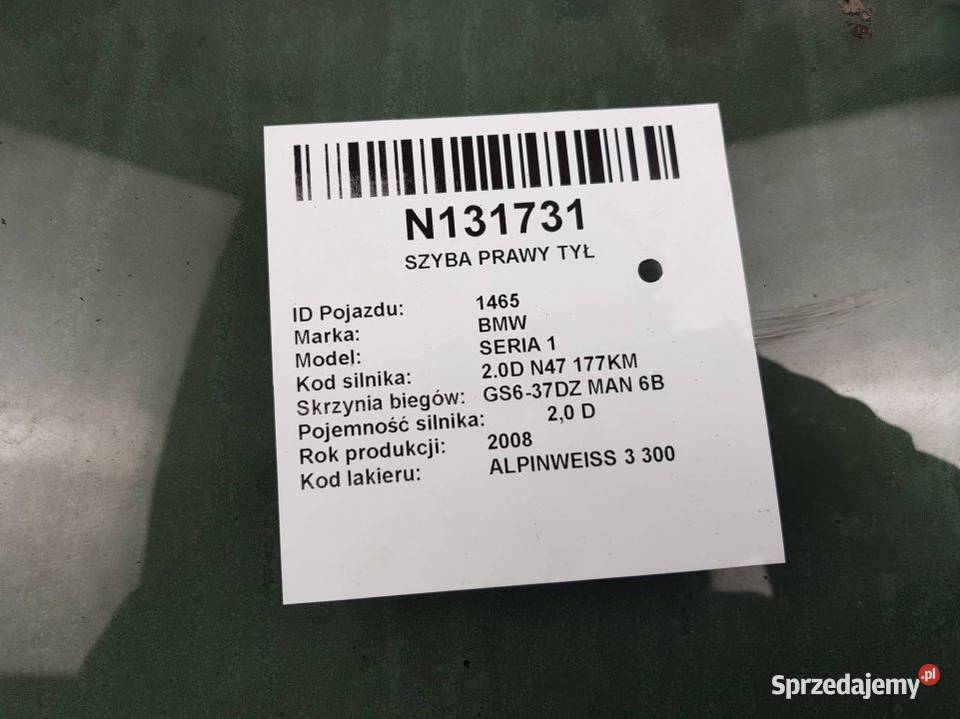 N131731
SZYBA PRAWY TYŁ
ID Pojazdu: 1465
Marka: BMW
Model: SERIA 1
Kod silnika: 2.0D N47 177KM
Skrzynia biegów: GS6-37DZ MAN 6B
Pojemność silnika: 2,0 D
Rok produkcji: 2008
Kod lakieru: ALPINWEISS 3 300
Sprzedajemy.pl